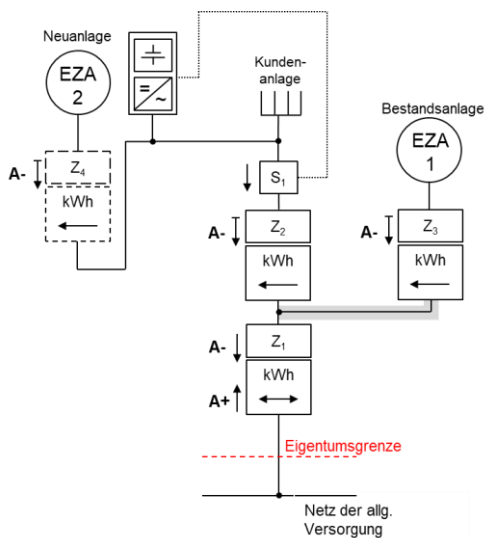 Neuanlage
EZA
2
=
~
Kunden-
anlage
Bestandsanlage
EZA
1
A-
Z4
kWh
S1
A-
Z2
kWh
A-
Z3
kWh
A-
Z1
A+
kWh
Eigentumsgrenze
Netz der allg.
Versorgung